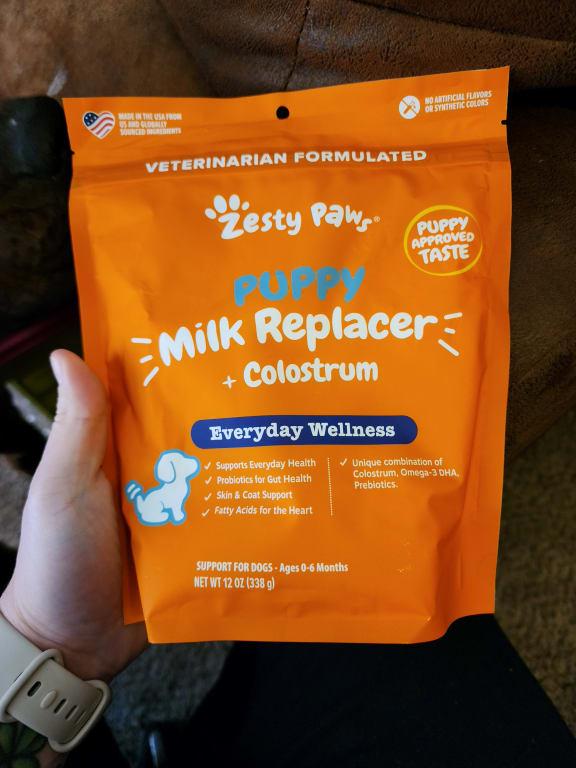 MADE IN THE USA FROM
US AND GLOBALLY
SOURCED INGREDIENTS
NO ARTIFICIAL FLAVORS
OR SYNTHETIC COLORS
VETERINARIAN FORMULATED
Zesty Paws®
PUPPY
APPROVED
TASTE
PUPPY
Milk Replacer
+ Colostrum
Everyday Wellness
✓ Supports Everyday Health
✓ Probiotics for Gut Health
✓ Skin & Coat Support
✓ Fatty Acids for the Heart
✓ Unique combination of
Colostrum, Omega-3 DHA,
Prebiotics.
SUPPORT FOR DOGS - Ages 0-6 Months
NET WT 12 OZ (338 g)